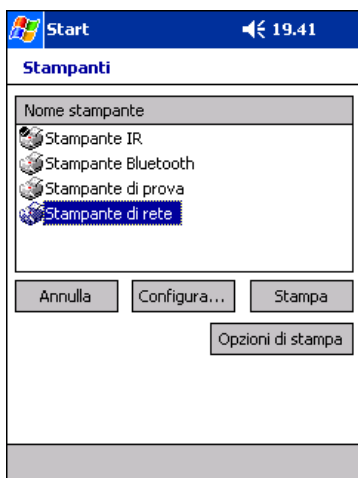 Start 19.41
Stampanti
Nome stampante
Stampante IR
Stampante Bluetooth
Stampante di prova
Stampante di rete
Annulla Configura... Stampa
Opzioni di stampa